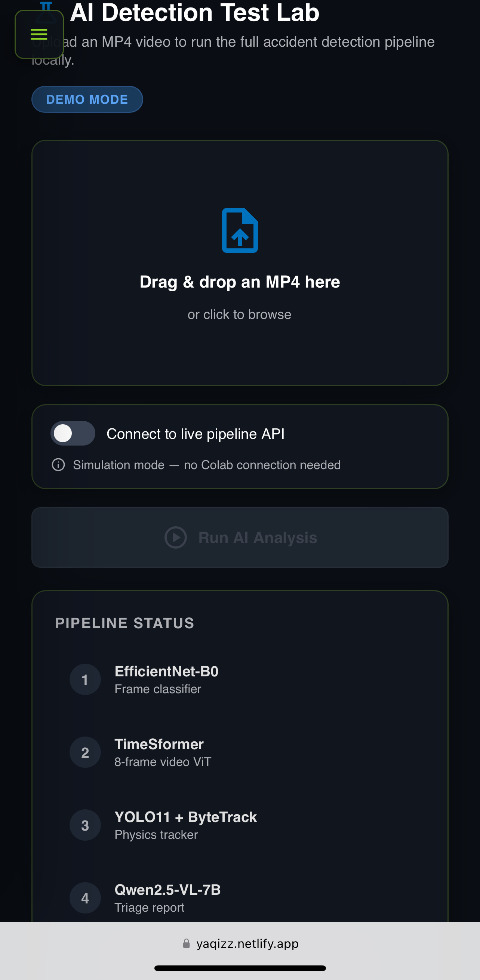 AI Detection Test Lab
an MP4 video to run the full accident detection pipeline
locally.
DEMO MODE
Drag & drop an MP4 here
or click to browse
Connect to live pipeline API
Simulation mode — no Colab connection needed
Run AI Analysis
PIPELINE STATUS
1
EfficientNet-B0
Frame classifier
2
TimeSformer
8-frame video ViT
3
YOLO11 + ByteTrack
Physics tracker
4
Qwen2.5-VL-7B
Triage report
yaqizz.netlify.app